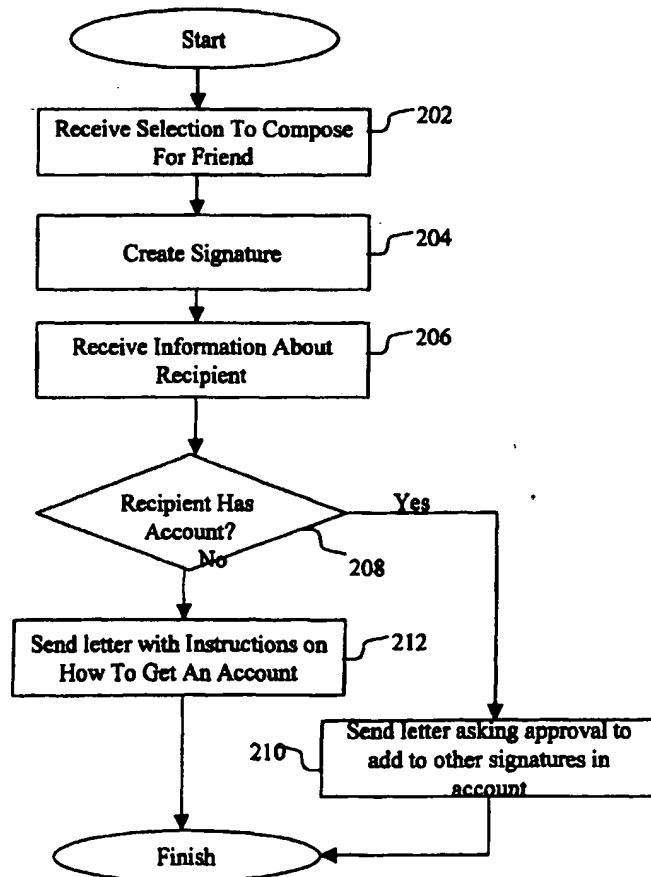 Start
Receive Selection To Compose
For Friend
202
Create Signature
204
Receive Information About
Recipient
206
Recipient Has
Account?
Yes
No
208
Send letter with Instructions on
How To Get An Account
212
Send letter asking approval to
add to other signatures in
account
210
Finish